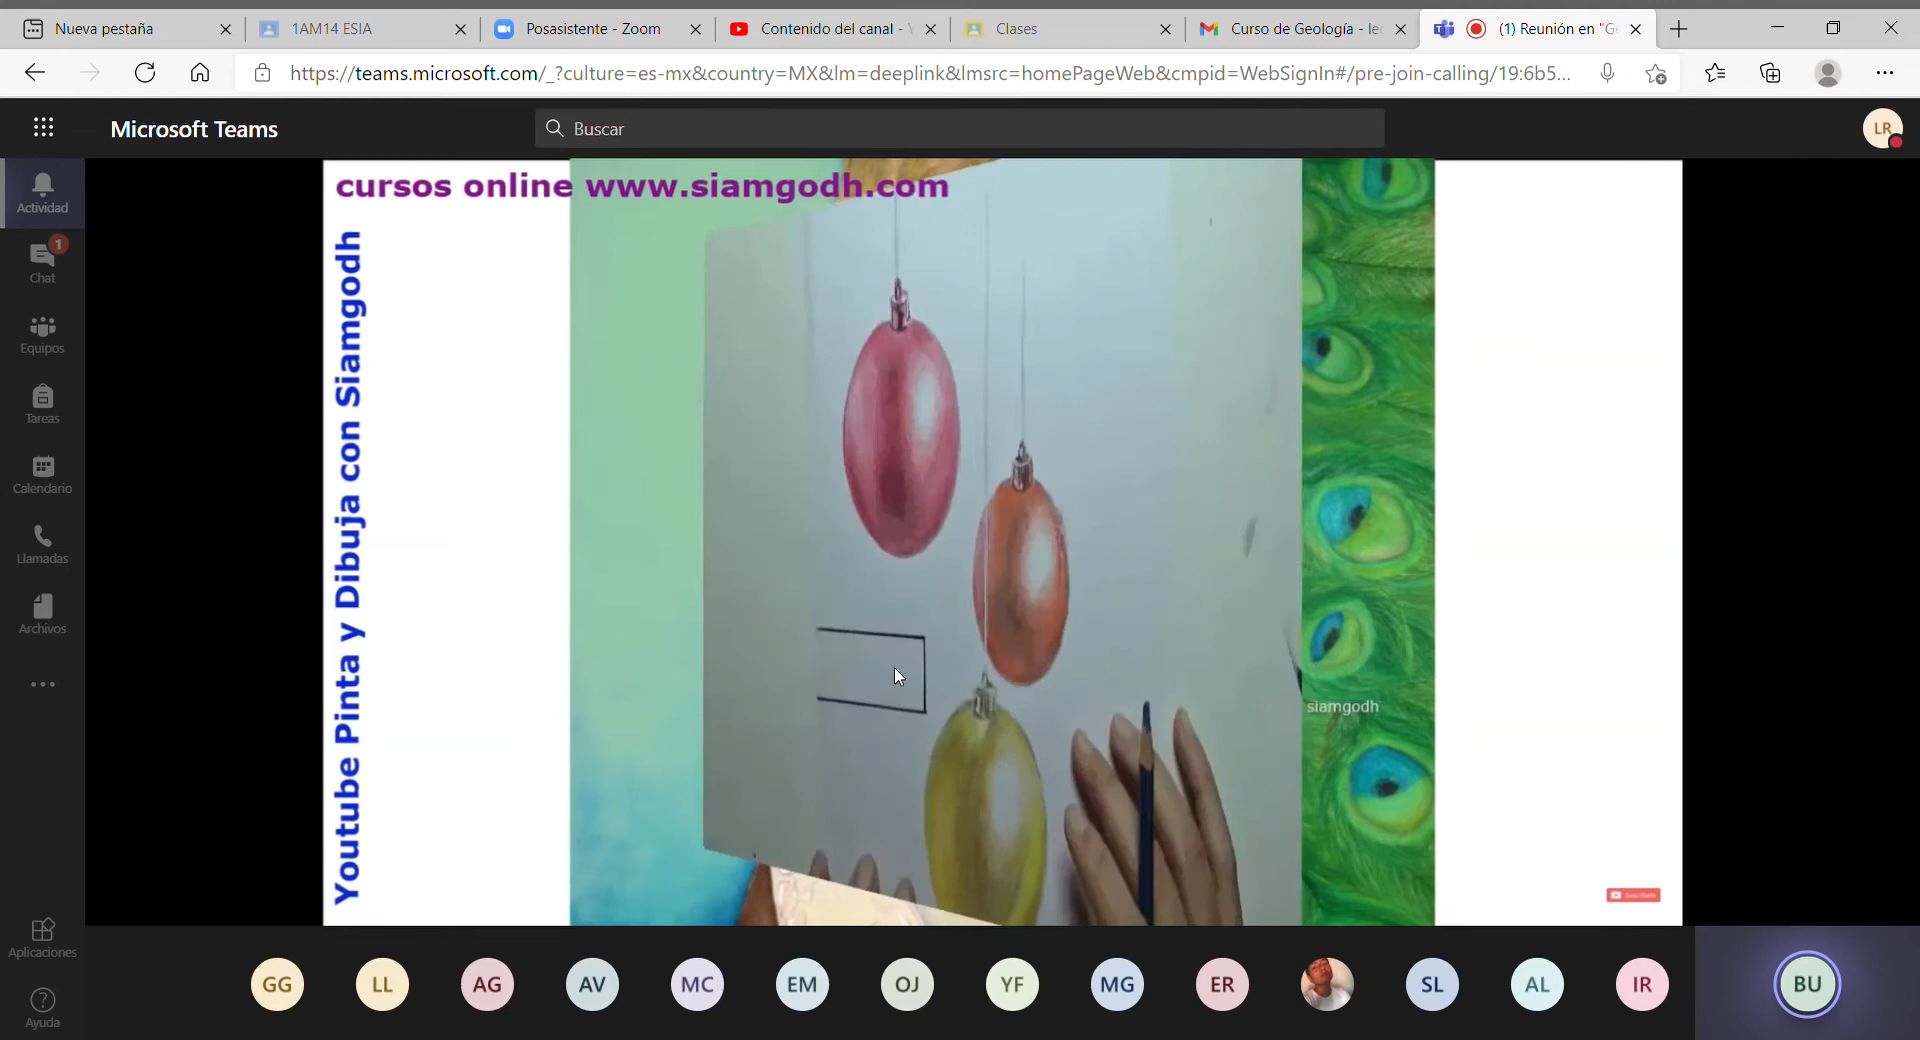 Nueva pestaña
1AM14 ESIA
Posasistente - Zoom
Contenido del canal -
Clases
Curso de Geología - lec
(1) Reunión en "Ge
https://teams.microsoft.com/_?culture=es-mx&country=MX&lm=deeplink&lmsrc=homePageWeb&cmpid=WebSignIn#/pre-join-calling/19:6b5...
Microsoft Teams
Buscar
LR
Actividad
1
Chat
Equipos
Tareas
Calendario
Llamadas
Archivos
Aplicaciones
Ayuda
cursos online www.siamgodh.com
Youtube Pinta y Dibuja con Siamgodh
siamgodh
GG
LL
AG
AV
MC
EM
OJ
YF
MG
ER
SL
AL
IR
BU